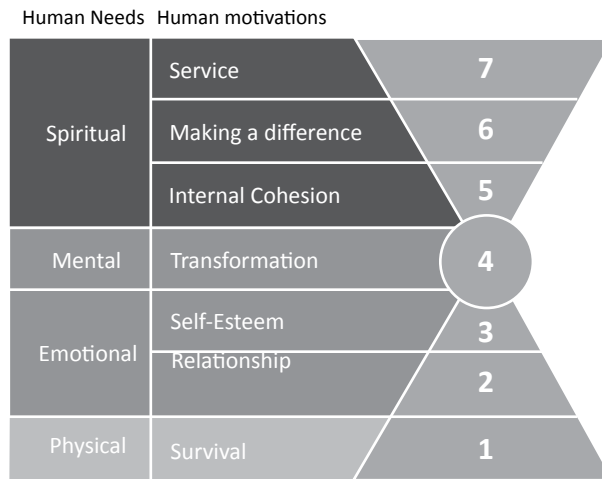 Human Needs Human motivations
Service 7
Spiritual Making a difference 6
Internal Cohesion 5
Mental Transformation 4
Self-Esteem 3
Emotional Relationship 2
Physical Survival 1